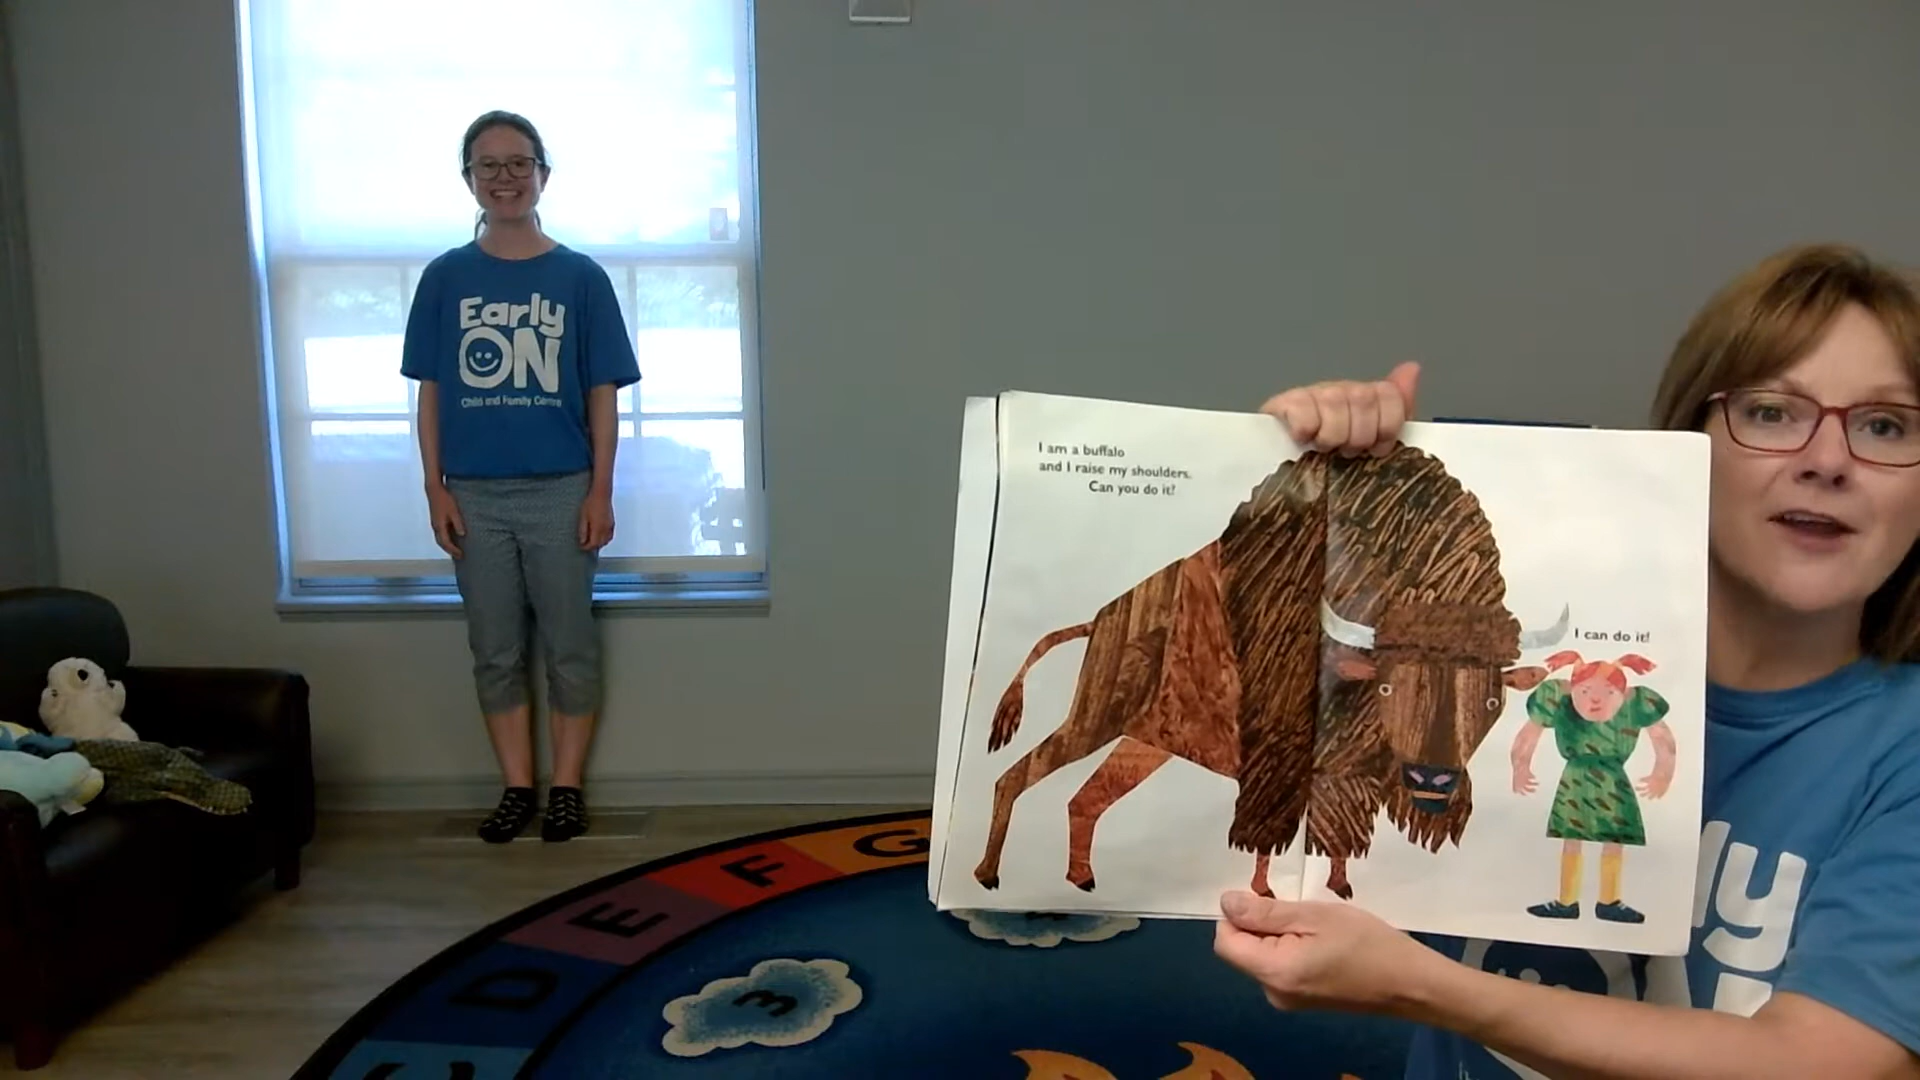 Early
ON
Child and Family Centre
I am a buffalo
and I raise my shoulders.
Can you do it?
I can do it!
G
F
E
D
C
3
ly